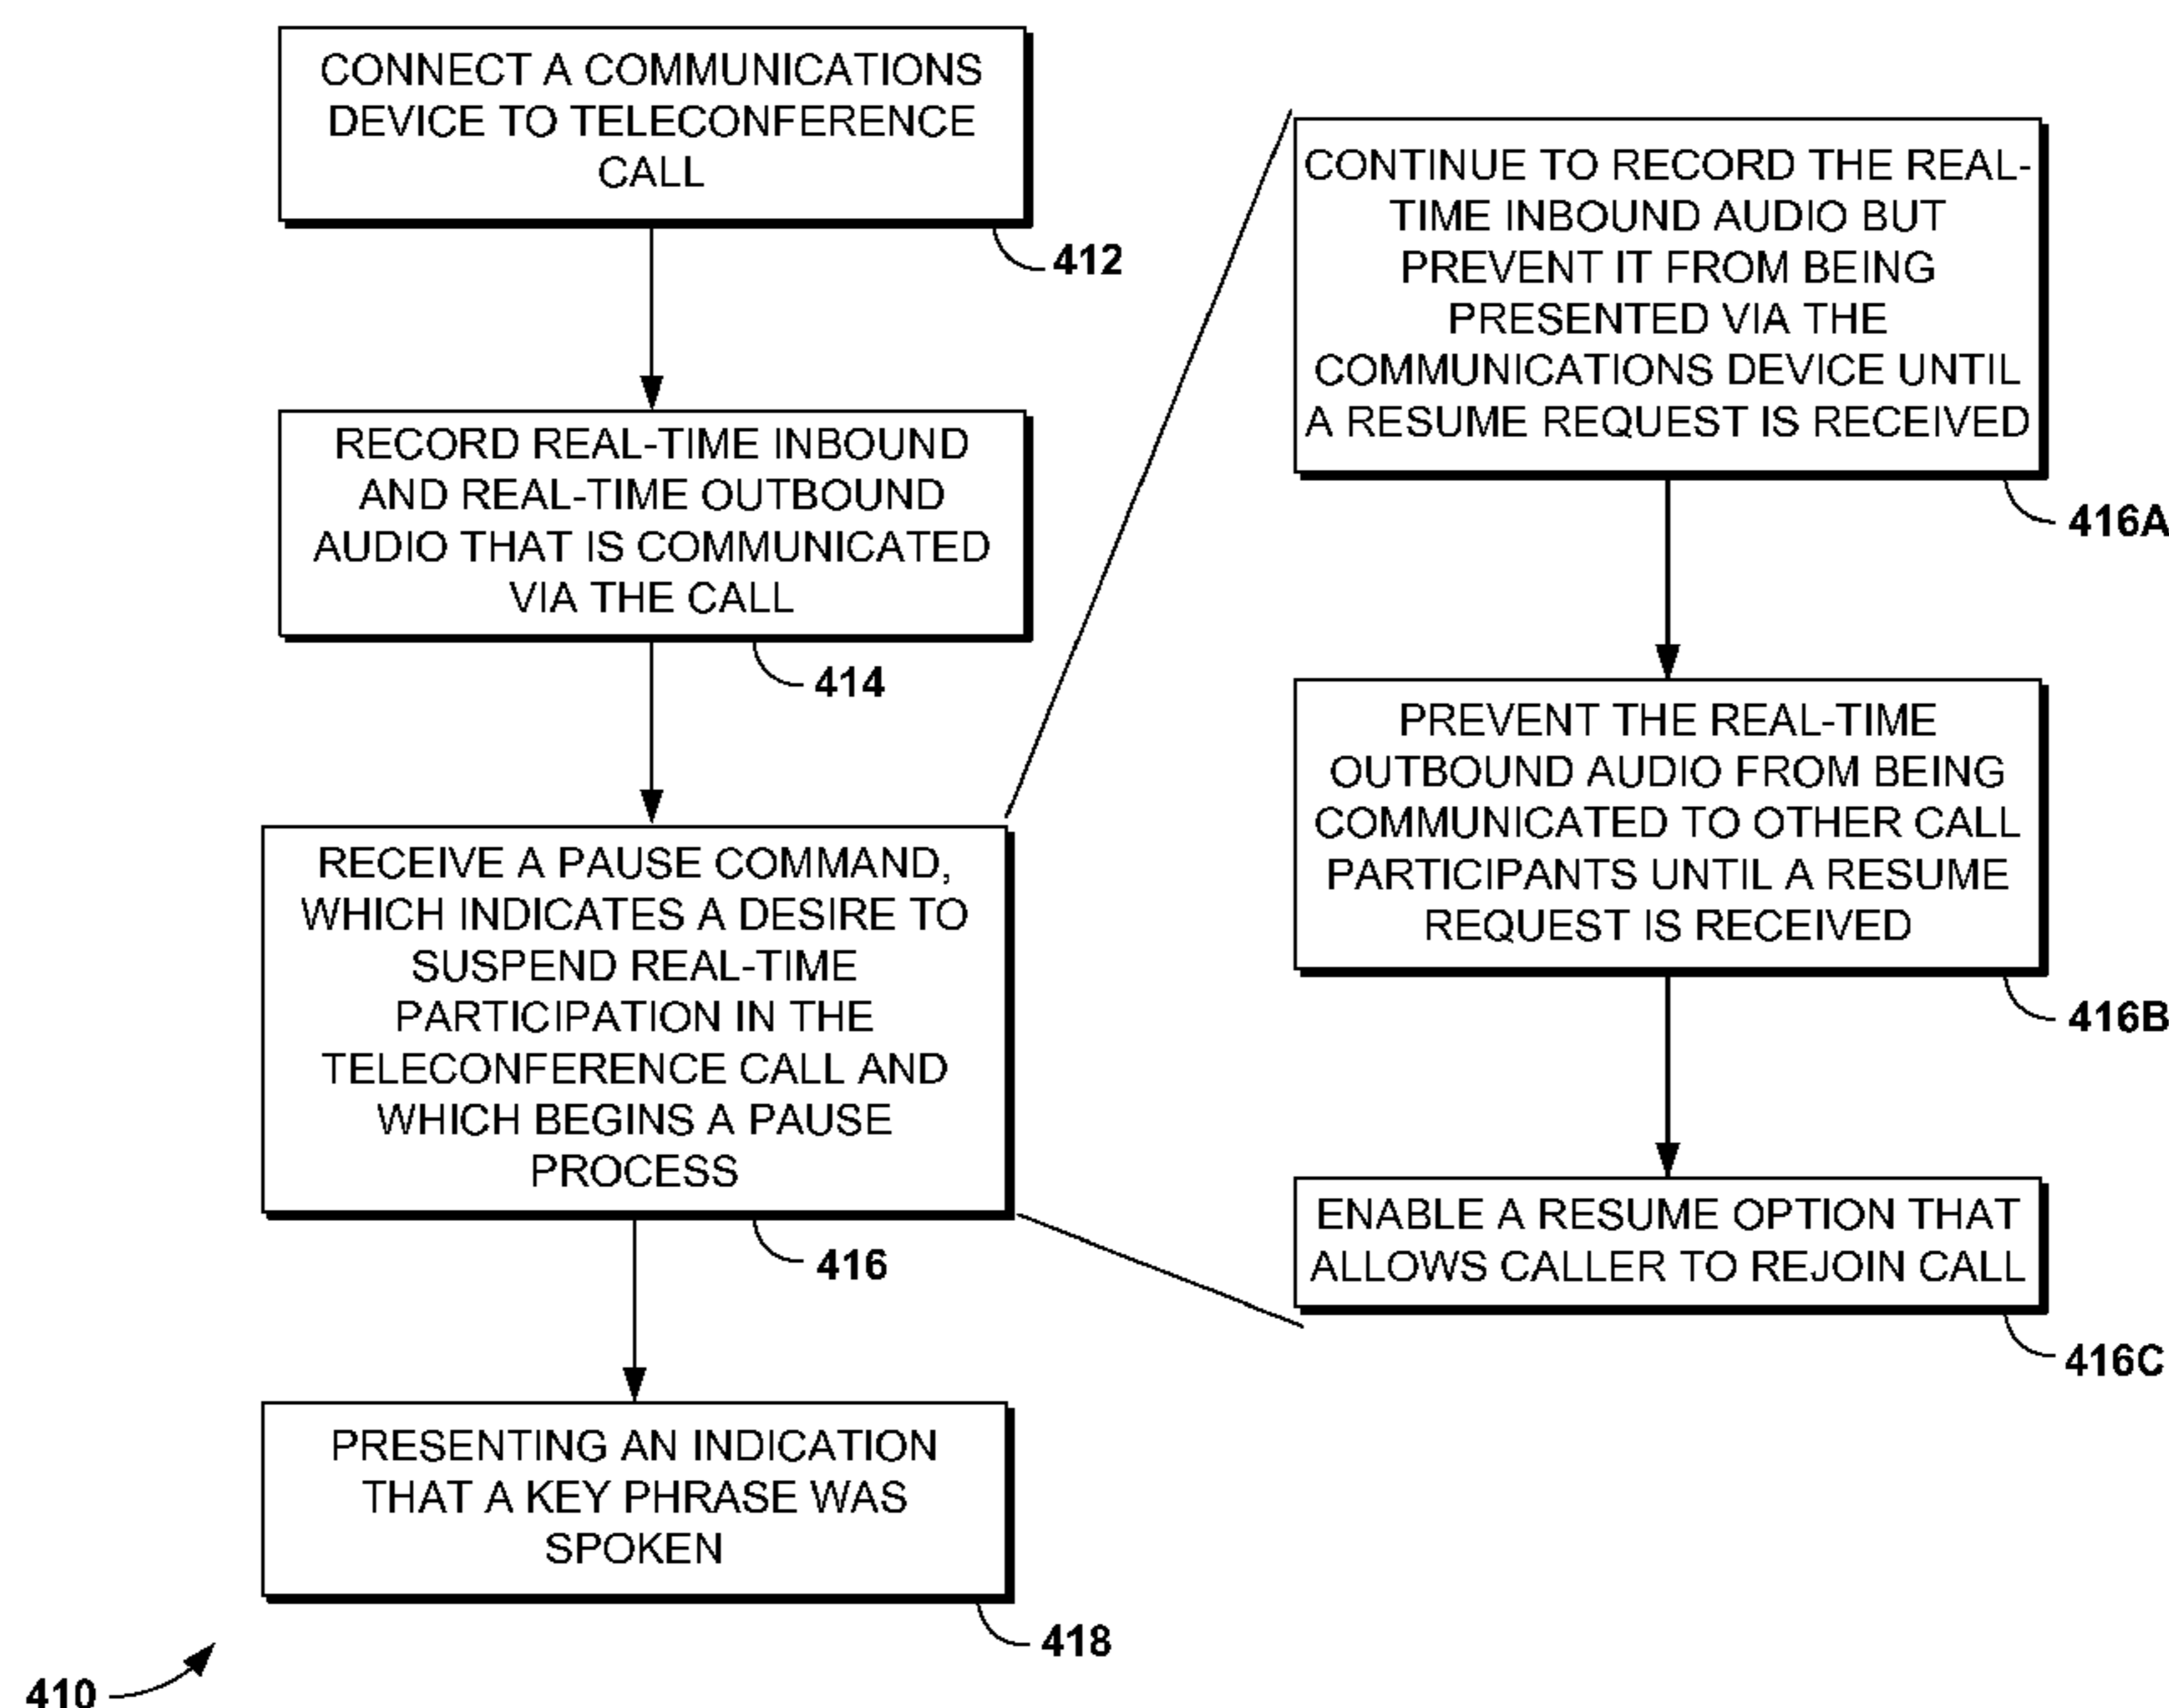 CONNECT A COMMUNICATIONS
DEVICE TO TELECONFERENCE
CALL
412
RECORD REAL-TIME INBOUND
AND REAL-TIME OUTBOUND
AUDIO THAT IS COMMUNICATED
VIA THE CALL
414
RECEIVE A PAUSE COMMAND,
WHICH INDICATES A DESIRE TO
SUSPEND REAL-TIME
PARTICIPATION IN THE
TELECONFERENCE CALL AND
WHICH BEGINS A PAUSE
PROCESS
416
PRESENTING AN INDICATION
THAT A KEY PHRASE WAS
SPOKEN
418
410
CONTINUE TO RECORD THE REAL-
TIME INBOUND AUDIO BUT
PREVENT IT FROM BEING
PRESENTED VIA THE
COMMUNICATIONS DEVICE UNTIL
A RESUME REQUEST IS RECEIVED
416A
PREVENT THE REAL-TIME
OUTBOUND AUDIO FROM BEING
COMMUNICATED TO OTHER CALL
PARTICIPANTS UNTIL A RESUME
REQUEST IS RECEIVED
416B
ENABLE A RESUME OPTION THAT
ALLOWS CALLER TO REJOIN CALL
416C